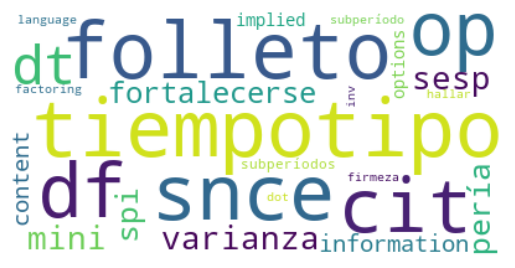 language
implied
subperíodo
op
folleto
dt
options
sesp
factoring
fortalecerse
inv
hallar
tiempotipo
content
subperíodos
pería
df
snce
firmeza
cit
spi
dot
mini
varianza
information